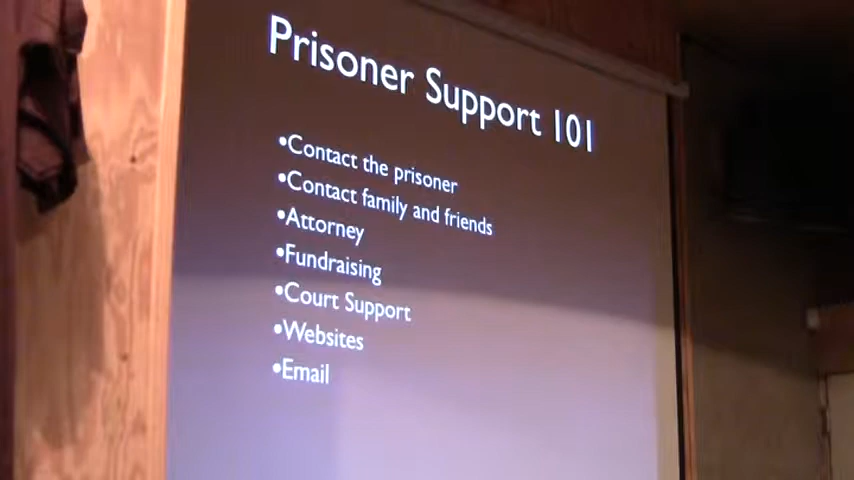 Prisoner Support 101
•Contact the prisoner
•Contact family and friends
•Attorney
•Fundraising
•Court Support
•Websites
•Email